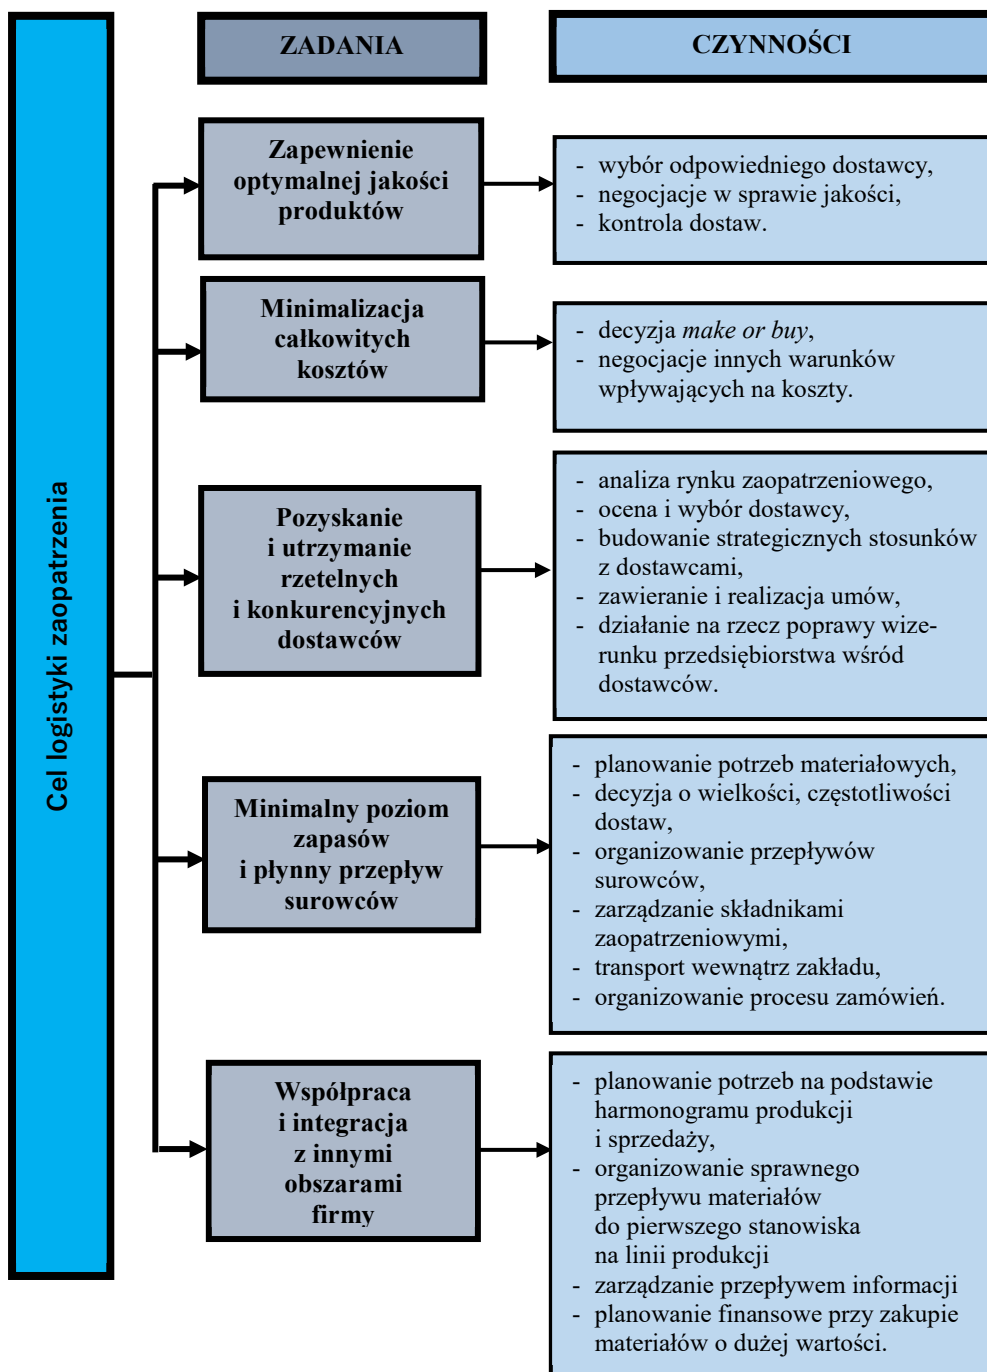 ZADANIA
CZYNNOŚCI
Cel logistyki zaopatrzenia
Zapewnienie
optymalnej jakości
produktów
- wybór odpowiedniego dostawcy,
- negocjacje w sprawie jakości,
- kontrola dostaw.
Minimalizacja
całkowitych
kosztów
- decyzja make or buy,
- negocjacje innych warunków
wpływających na koszty.
Pozyskanie
i utrzymanie
rzetelnych
i konkurencyjnych
dostawców
- analiza rynku zaopatrzeniowego,
- ocena i wybór dostawcy,
- budowanie strategicznych stosunków
z dostawcami,
- zawieranie i realizacja umów,
- działanie na rzecz poprawy wize-
runku przedsiębiorstwa wśród
dostawców.
Minimalny poziom
zapasów
i płynny przepływ
surowców
- planowanie potrzeb materiałowych,
- decyzja o wielkości, częstotliwości
dostaw,
- organizowanie przepływów
surowców,
- zarządzanie składnikami
zaopatrzeniowymi,
- transport wewnątrz zakładu,
- organizowanie procesu zamówień.
Współpraca
i integracja
z innymi
obszarami
firmy
- planowanie potrzeb na podstawie
harmonogramu produkcji
i sprzedaży,
- organizowanie sprawnego
przepływu materiałów
do pierwszego stanowiska
na linii produkcji
- zarządzanie przepływem informacji
- planowanie finansowe przy zakupie
materiałów o dużej wartości.